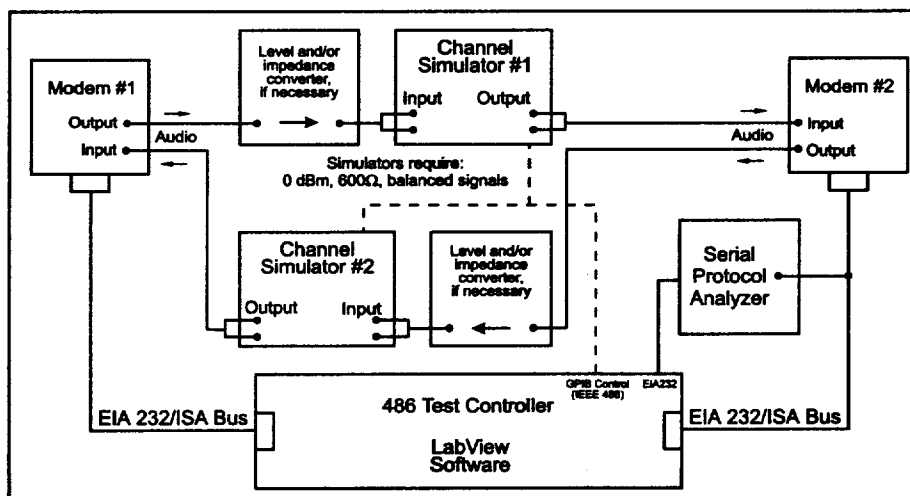 Modem #1
Output
Input
Audio
Level and/or
impedance
converter,
if necessary
Channel
Simulator #1
Input
Output
Simulators require:
0 dBm, 600Ω, balanced signals
Modem #2
Input
Output
Audio
Channel
Simulator #2
Output
Input
Level and/or
impedance
converter,
if necessary
Serial
Protocol
Analyzer
GPIB Control
(IEEE 488)
EIA232
486 Test Controller
LabView
Software
EIA 232/ISA Bus
EIA 232/ISA Bus